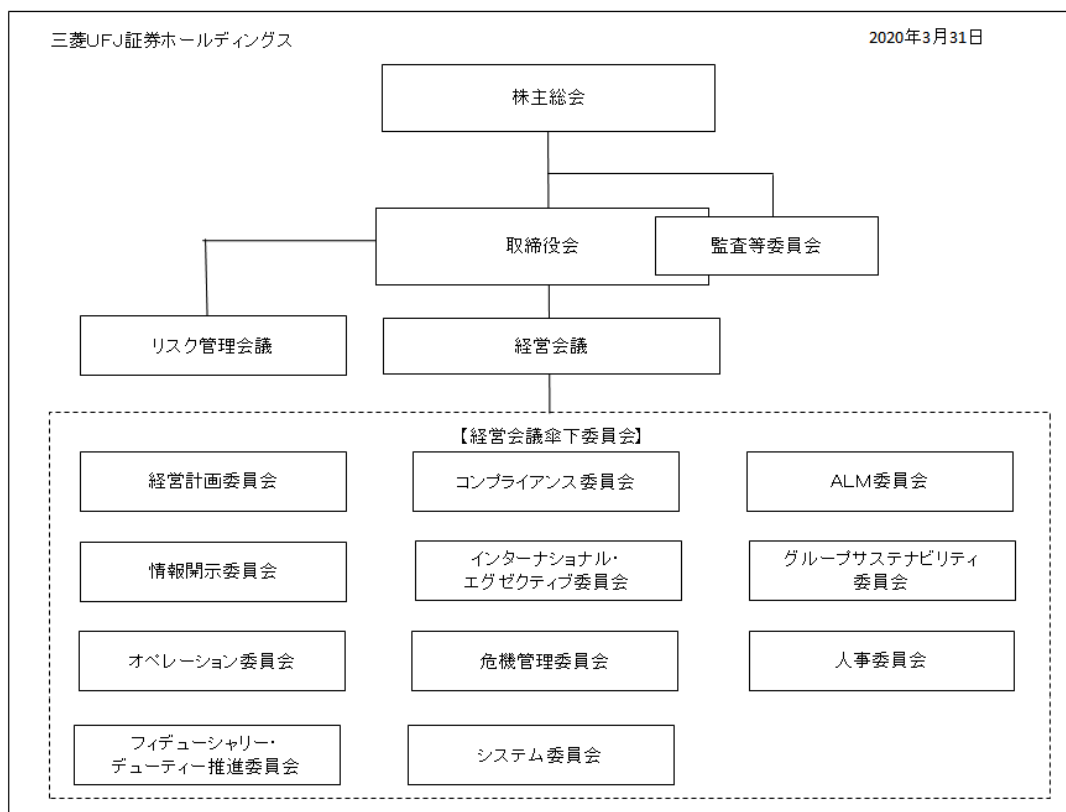 三菱UFJ証券ホールディングス
2020年3月31日
株主総会
取締役会
監査等委員会
リスク管理会議
経営会議
【経営会議傘下委員会】
経営計画委員会
コンプライアンス委員会
ALM委員会
情報開示委員会
インターナショナル・
エグゼクティブ委員会
グループサステナビリティ
委員会
オペレーション委員会
危機管理委員会
人事委員会
フィデューシャリー・
デューティー推進委員会
システム委員会